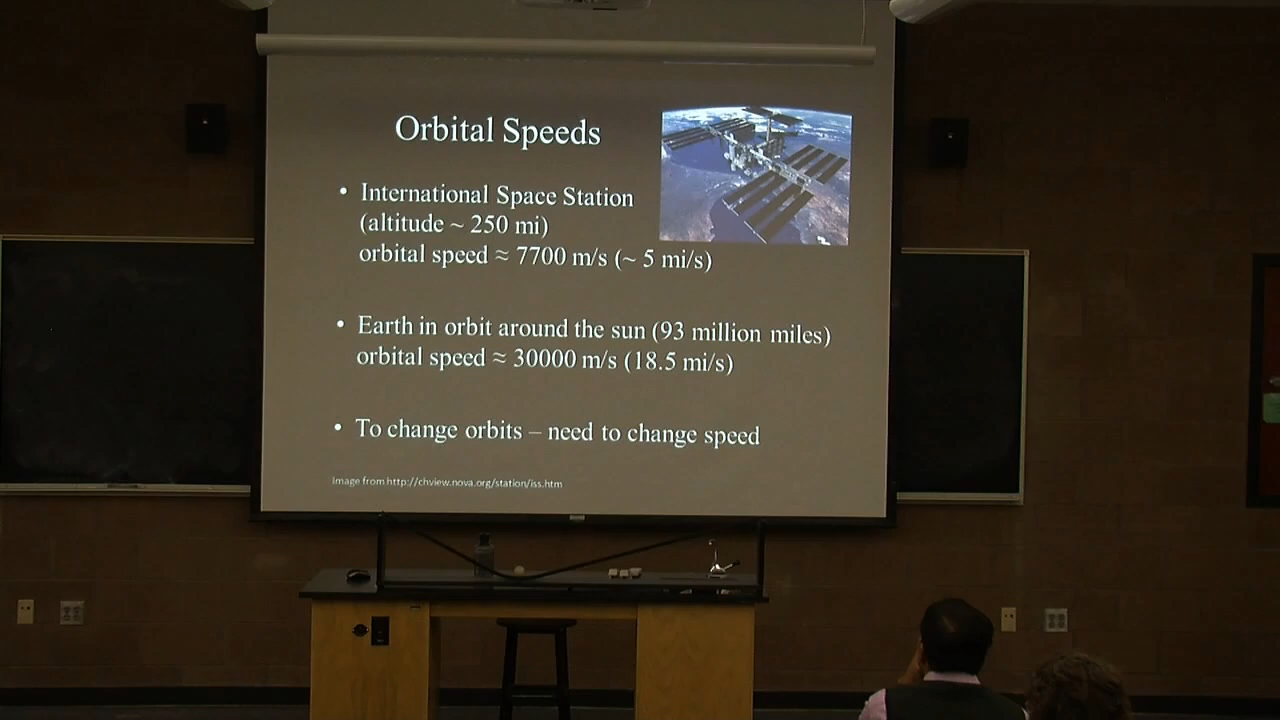 Orbital Speeds
• International Space Station
(altitude ~ 250 mi)
orbital speed ≈ 7700 m/s (~ 5 mi/s)
• Earth in orbit around the sun (93 million miles)
orbital speed ≈ 30000 m/s (18.5 mi/s)
• To change orbits – need to change speed
Image from http://chview.nova.org/station/iss.htm